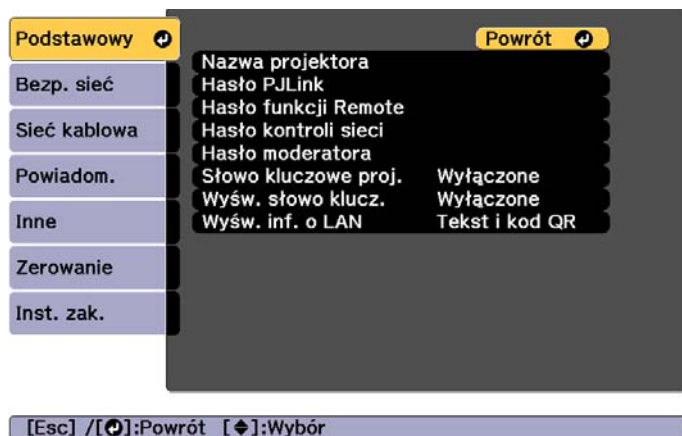 Podstawowy
Bezp. sieć
Sieć kablowa
Powiadom.
Inne
Zerowanie
Inst. zak.
Powrót
Nazwa projektora
Hasło PJLink
Hasło funkcji Remote
Hasło kontroli sieci
Hasło moderatora
Słowo kluczowe proj. Wyłączone
Wyśw. słowo klucz. Wyłączone
Wyśw. inf. o LAN Tekst i kod QR
[Esc] /[⏎]:Powrót [◆]:Wybór